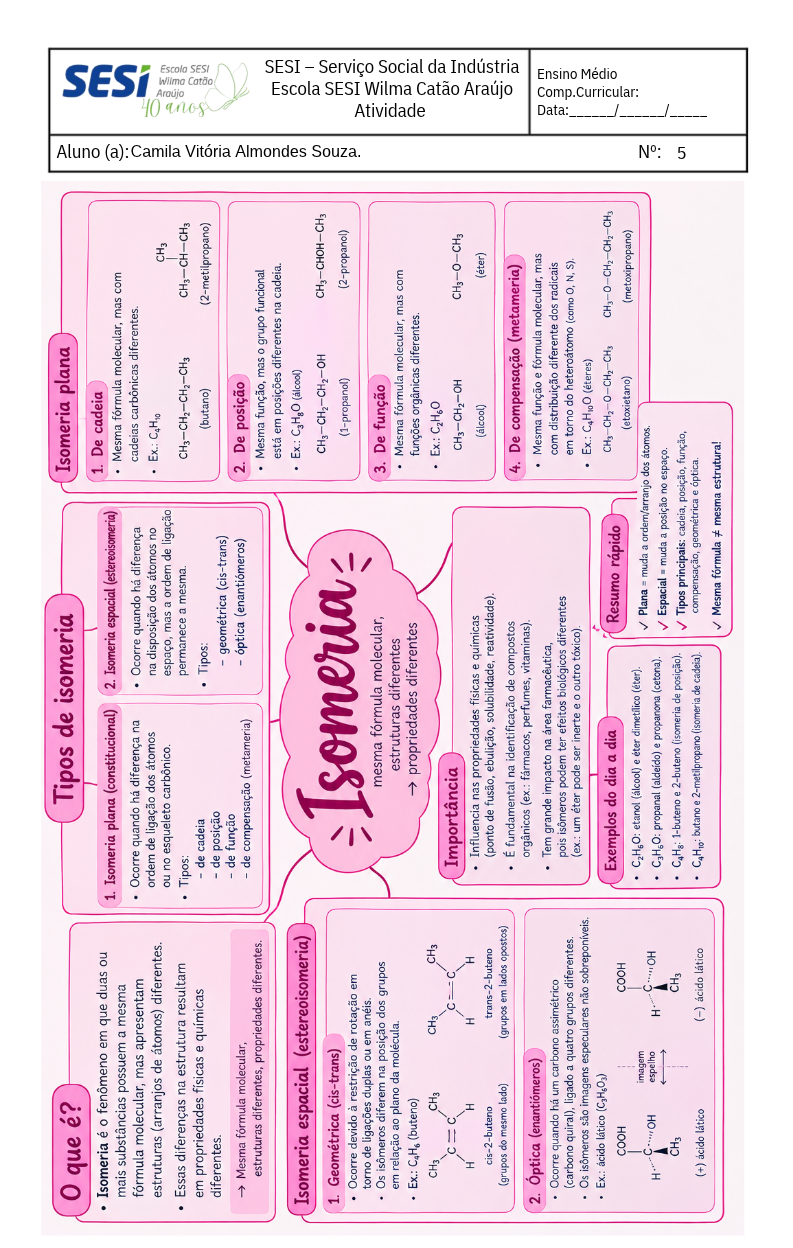 SESI
Escola SESI
Wilma Catão
Araújo
40 anos
SESI – Serviço Social da Indústria
Escola SESI Wilma Catão Araújo
Atividade
Ensino Médio
Comp.Curricular:
Data:______/______/_____
Aluno (a): Camila Vitória Almondes Souza.
Nº: 5
O que é?
• Isomeria é o fenômeno em que duas ou
mais substâncias possuem a mesma
fórmula molecular, mas apresentam
estruturas (arranjos de átomos) diferentes.
• Essas diferenças na estrutura resultam
em propriedades físicas e químicas
diferentes.
→ Mesma fórmula molecular,
estruturas diferentes, propriedades diferentes.
Tipos de isomeria
1. Isomeria plana (constitucional)
• Ocorre quando há diferença na
ordem de ligação dos átomos
ou no esqueleto carbônico.
• Tipos:
– de cadeia
– de posição
– de função
– de compensação (metameria)
2. Isomeria espacial (estereoisomeria)
• Ocorre quando há diferença
na disposição dos átomos no
espaço, mas a ordem de ligação
permanece a mesma.
• Tipos:
– geométrica (cis-trans)
– óptica (enantiômeros)
Isomeria plana
1. De cadeia
• Mesma fórmula molecular, mas com
cadeias carbônicas diferentes.
• Ex.: C₄H₁₀
CH₃—CH₂—CH₂—CH₃
(butano)
CH₃
CH₃—CH—CH₃
(2-metilpropano)
2. De posição
• Mesma função, mas o grupo funcional
está em posições diferentes na cadeia.
• Ex.: C₃H₈O (álcool)
CH₃—CH₂—CH₂—OH
(1-propanol)
CH₃—CHOH—CH₃
(2-propanol)
3. De função
• Mesma fórmula molecular, mas com
funções orgânicas diferentes.
• Ex.: C₂H₆O
CH₃—CH₂—OH
(álcool)
CH₃—O—CH₃
(éter)
4. De compensação (metameria)
• Mesma função e fórmula molecular, mas
com distribuição diferente dos radicais
em torno do heteroátomo (como O, N, S).
• Ex.: C₄H₁₀O (éteres)
CH₃—CH₂—O—CH₂—CH₃
(etoxietano)
CH₃—O—CH₂—CH₂—CH₃
(metoxipropano)
Isomeria
mesma fórmula molecular,
estruturas diferentes
→ propriedades diferentes
Isomeria espacial (estereoisomeria)
1. Geométrica (cis-trans)
• Ocorre devido à restrição de rotação em
torno de ligações duplas ou em anéis.
• Os isômeros diferem na posição dos grupos
em relação ao plano da molécula.
• Ex.: C₄H₈ (buteno)
CH₃ CH₃
C=C
H H
cis-2-buteno
(grupos do mesmo lado)
CH₃ CH₃
C=C
H H
trans-2-buteno
(grupos em lados opostos)
2. Óptica (enantiômeros)
• Ocorre quando há um carbono assimétrico
(carbono quiral), ligado a quatro grupos diferentes.
• Os isômeros são imagens especulares não sobreponíveis.
• Ex.: ácido lático (C₃H₆O₃)
COOH
H C OH
CH₃
(+) ácido lático
imagem
espelho
COOH
H C OH
CH₃
(−) ácido lático
Importância
• Influencia nas propriedades físicas e químicas
(ponto de fusão, ebulição, solubilidade, reatividade).
• É fundamental na identificação de compostos
orgânicos (ex.: fármacos, perfumes, vitaminas).
• Tem grande impacto na área farmacêutica,
pois isômeros podem ter efeitos biológicos diferentes
(ex.: um éter pode ser inerte e o outro tóxico).
Exemplos do dia a dia
• C₂H₆O: etanol (álcool) e éter dimetílico (éter).
• C₃H₆O: propanal (aldeído) e propanona (cetona).
• C₄H₈: 1-buteno e 2-buteno (isomeria de posição).
• C₄H₁₀: butano e 2-metilpropano (isomeria de cadeia).
Resumo rápido
✓ Plana = muda a ordem/arranjo dos átomos.
✓ Espacial = muda a posição no espaço.
✓ Tipos principais: cadeia, posição, função,
compensação, geométrica e óptica.
✓ Mesma fórmula ≠ mesma estrutura!